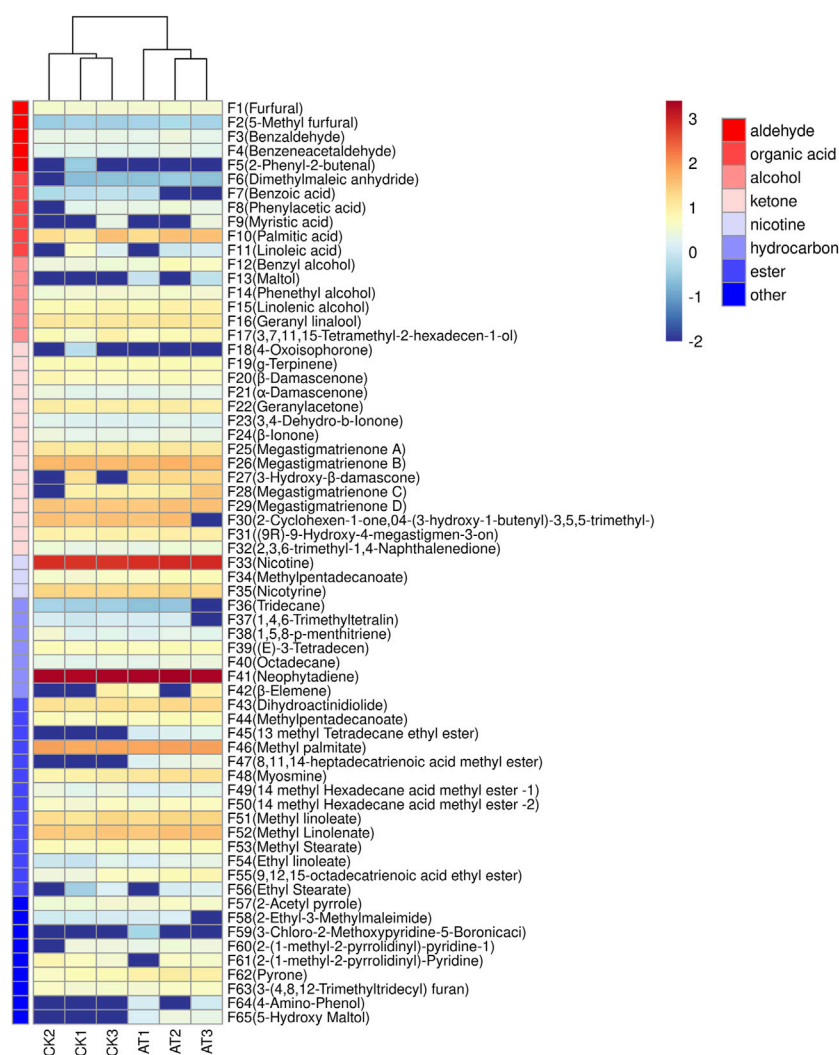 F1(Furfural)
F2(5-Methyl furfural)
F3(Benzaldehyde)
F4(Benzeneacetaldehyde)
F5(2-Phenyl-2-butenal)
F6(Dimethylmaleic anhydride)
F7(Benzoic acid)
F8(Phenylacetic acid)
F9(Myristic acid)
F10(Palmitic acid)
F11(Linoleic acid)
F12(Benzyl alcohol)
F13(Maltol)
F14(Phenethyl alcohol)
F15(Linolenic alcohol)
F16(Geranyl linalool)
F17(3,7,11,15-Tetramethyl-2-hexadecen-1-ol)
F18(4-Oxoisophorone)
F19(g-Terpinene)
F20(β-Damascenone)
F21(α-Damascenone)
F22(Geranylacetone)
F23(3,4-Dehydro-b-Ionone)
F24(β-Ionone)
F25(Megastigmatrienone A)
F26(Megastigmatrienone B)
F27(3-Hydroxy-β-damascone)
F28(Megastigmatrienone C)
F29(Megastigmatrienone D)
F30(2-Cyclohexen-1-one,04-(3-hydroxy-1-butenyl)-3,5,5-trimethyl-)
F31((9R)-9-Hydroxy-4-megastigmen-3-on)
F32(2,3,6-trimethyl-1,4-Naphthalenedione)
F33(Nicotine)
F34(Methylpentadecanoate)
F35(Nicotyrine)
F36(Tridecane)
F37(1,4,6-Trimethyltetralin)
F38(1,5,8-p-menthitriene)
F39((E)-3-Tetradecen)
F40(Octadecane)
F41(Neophytadiene)
F42(β-Elemene)
F43(Dihydroactinidiolide)
F44(Methylpentadecanoate)
F45(13 methyl Tetradecane ethyl ester)
F46(Methyl palmitate)
F47(8,11,14-heptadecatrienoic acid methyl ester)
F48(Myosmine)
F49(14 methyl Hexadecane acid methyl ester -1)
F50(14 methyl Hexadecane acid methyl ester -2)
F51(Methyl linoleate)
F52(Methyl Linolenate)
F53(Methyl Stearate)
F54(Ethyl linoleate)
F55(9,12,15-octadecatrienoic acid ethyl ester)
F56(Ethyl Stearate)
F57(2-Acetyl pyrrole)
F58(2-Ethyl-3-Methylmaleimide)
F59(3-Chloro-2-Methoxypyridine-5-Boronicaci)
F60(2-(1-methyl-2-pyrrolidinyl)-pyridine-1)
F61(2-(1-methyl-2-pyrrolidinyl)-Pyridine)
F62(Pyrone)
F63(3-(4,8,12-Trimethyltridecyl) furan)
F64(4-Amino-Phenol)
F65(5-Hydroxy Maltol)
CK2
CK1
CK3
AT1
AT2
AT3
3
2
1
0
-1
-2
aldehyde
organic acid
alcohol
ketone
nicotine
hydrocarbon
ester
other